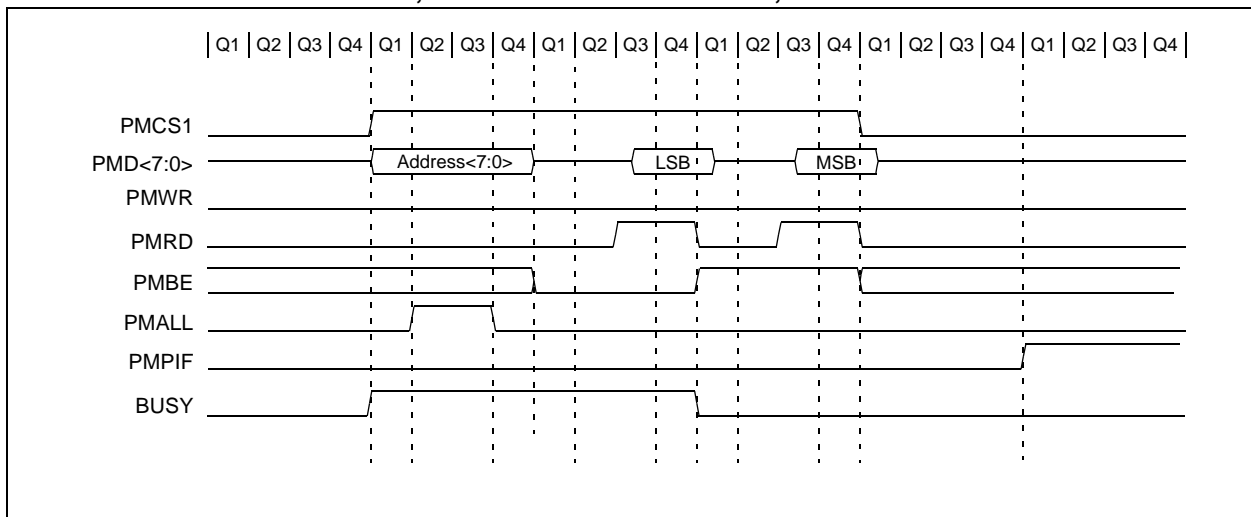 Q1 Q2 Q3 Q4 Q1 Q2 Q3 Q4 Q1 Q2 Q3 Q4 Q1 Q2 Q3 Q4 Q1 Q2 Q3 Q4 Q1 Q2 Q3 Q4
PMCS1
PMD<7:0> Address<7:0> LSB MSB
PMWR
PMRD
PMBE
PMALL
PMPIF
BUSY